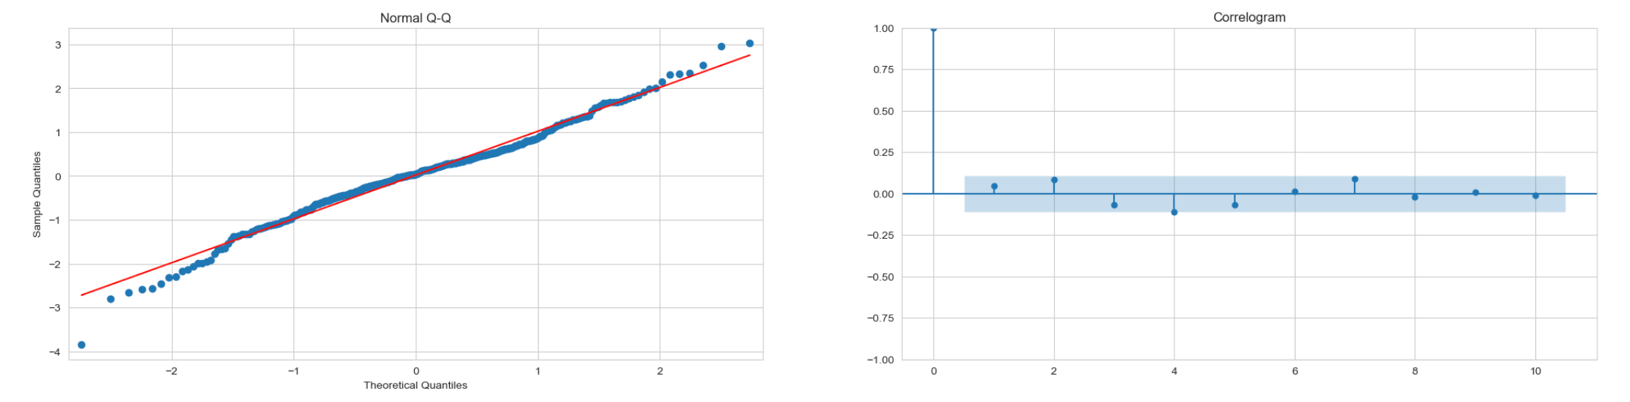 Normal Q-Q
3
2
1
0
−1
−2
−3
−4
Sample Quantiles
−2 −1 0 1 2
Theoretical Quantiles
Correlogram
1.00
0.75
0.50
0.25
0.00
−0.25
−0.50
−0.75
−1.00
0 2 4 6 8 10